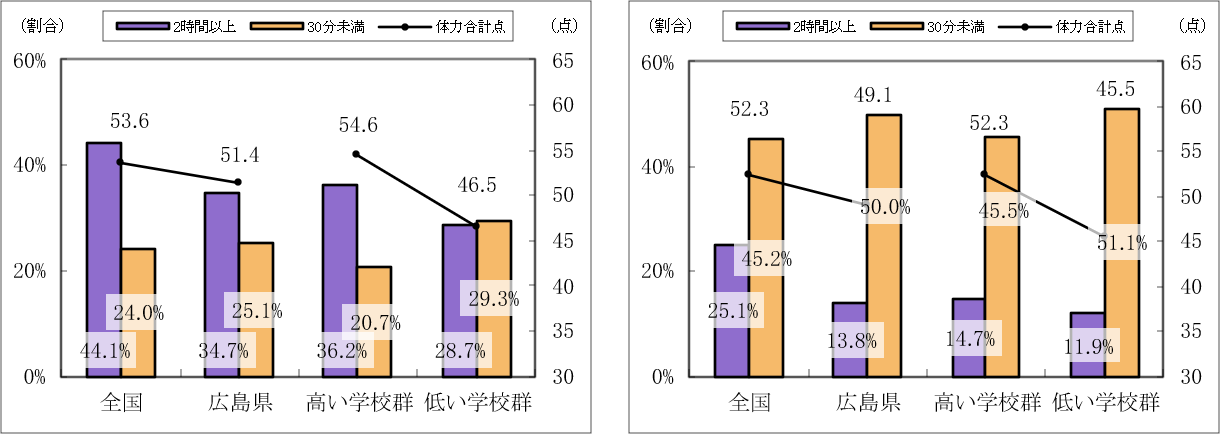 (割合)
2時間以上
30分未満
体力合計点
(点)
60%
40%
20%
0%
65
60
55
50
45
40
35
30
53.6
51.4
54.6
46.5
24.0%
25.1%
20.7%
29.3%
44.1%
34.7%
36.2%
28.7%
全国
広島県
高い学校群
低い学校群
(割合)
2時間以上
30分未満
体力合計点
(点)
60%
40%
20%
0%
65
60
55
50
45
40
35
30
52.3
49.1
52.3
45.5
45.2%
50.0%
45.5%
51.1%
25.1%
13.8%
14.7%
11.9%
全国
広島県
高い学校群
低い学校群